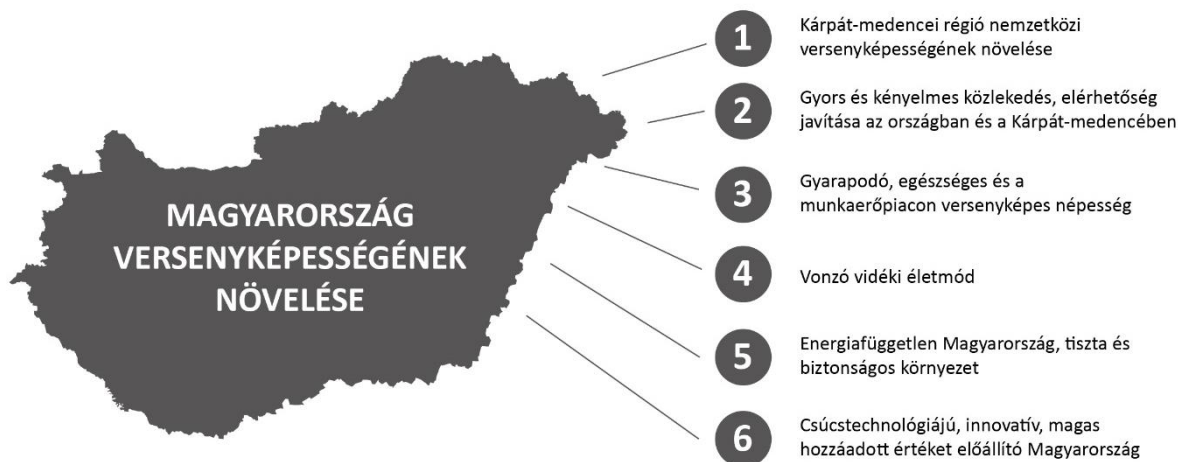 MAGYARORSZÁG
VERSENYKÉPESSÉGÉNEK
NÖVELÉSE
1
Kárpát-medencei régió nemzetközi
versenyképességének növelése
2
Gyors és kényelmes közlekedés, elérhetőség
javítása az országban és a Kárpát-medencében
3
Gyarapodó, egészséges és a
munkaerőpiacon versenyképes népesség
4
Vonzó vidéki életmód
5
Energiafüggetlen Magyarország, tiszta és
biztonságos környezet
6
Csúcstechnológiájú, innovatív, magas
hozzáadott értéket előállító Magyarország